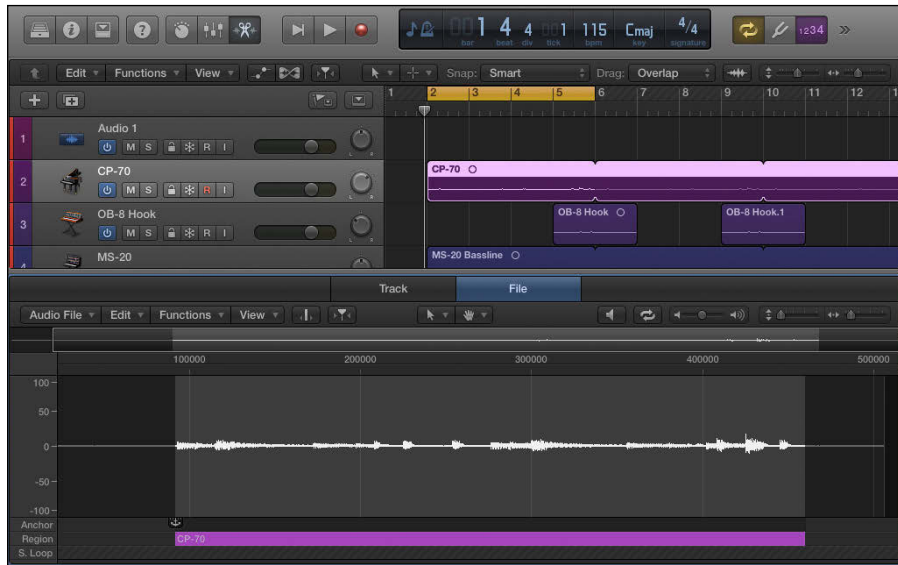 1 4 4 1 115 Cmaj 4/4
bar beat div tick bpm key signature
1234
Edit Functions View Snap: Smart Drag: Overlap
1 2 3 4 5 6 7 8 9 10 11 12
1 Audio 1
M S R I
L R
2 CP-70
M S R I
3 OB-8 Hook
M S R I
4 MS-20
CP-70
OB-8 Hook OB-8 Hook.1
MS-20 Bassline
Track File
Audio File Edit Functions View
100000 200000 300000 400000 500000
100
50
0
-50
-100
Anchor
Region CP-70
S. Loop